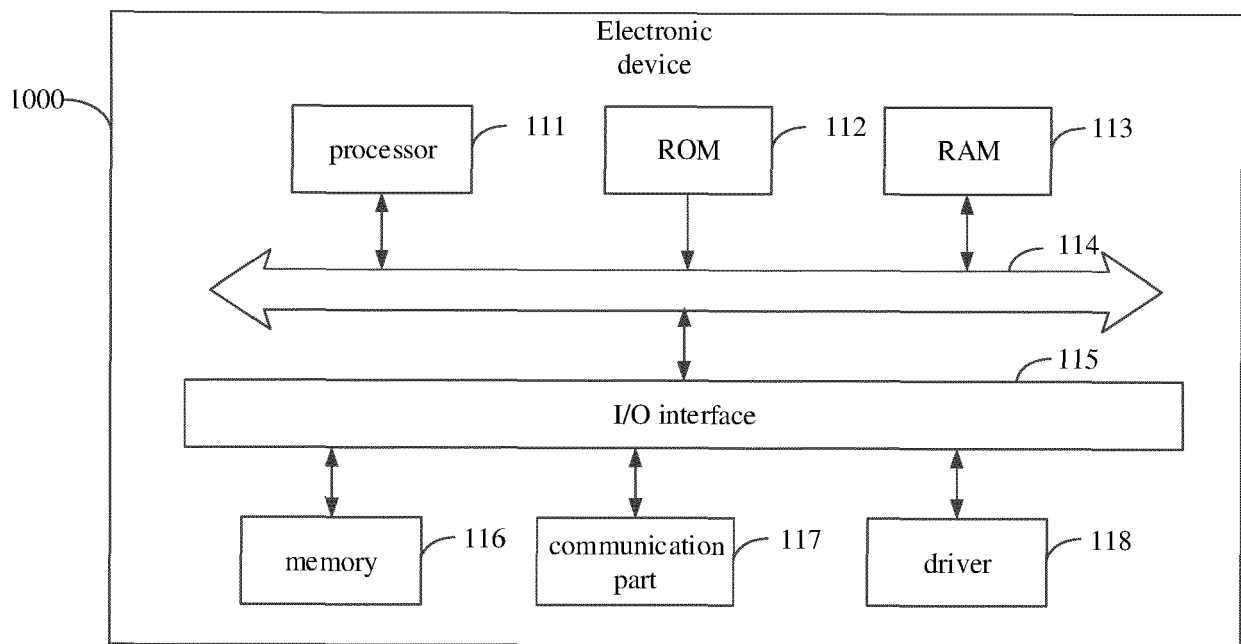 Electronic
device
1000
111
112
113
processor
ROM
RAM
114
115
I/O interface
116
117
118
memory
communication
part
driver